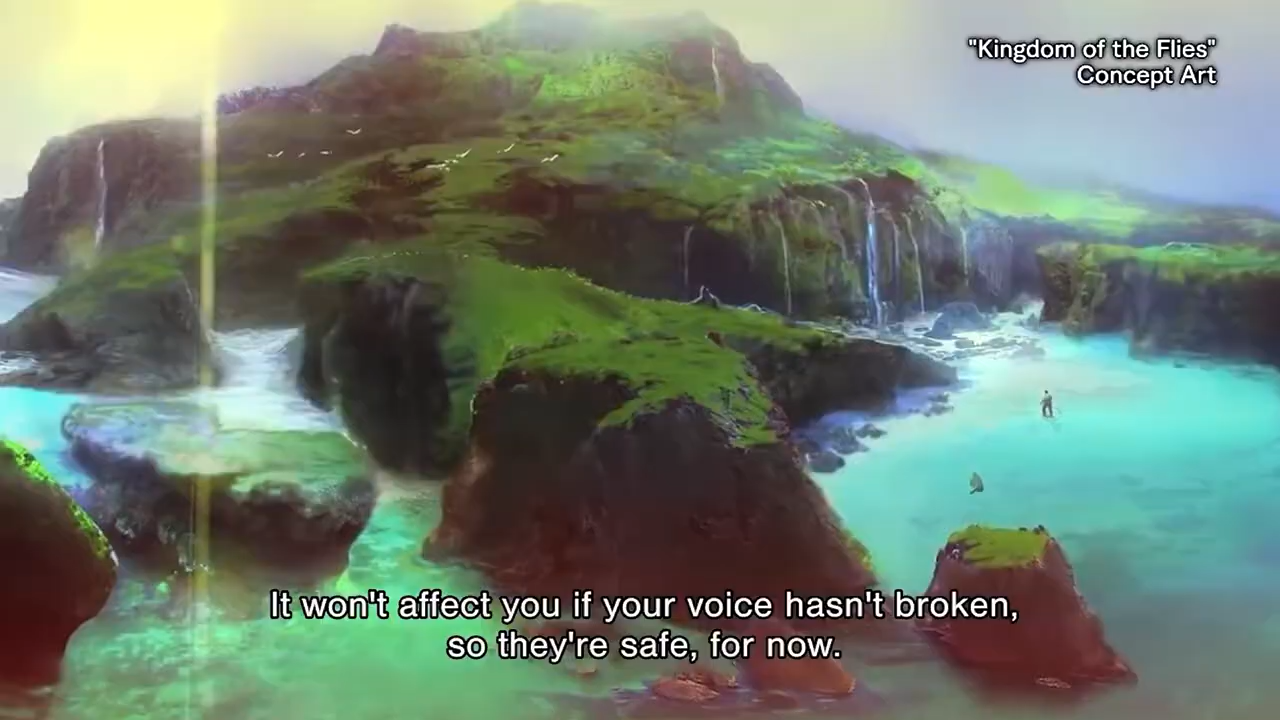 "Kingdom of the Flies"
Concept Art
It won't affect you if your voice hasn't broken,
so they're safe, for now.